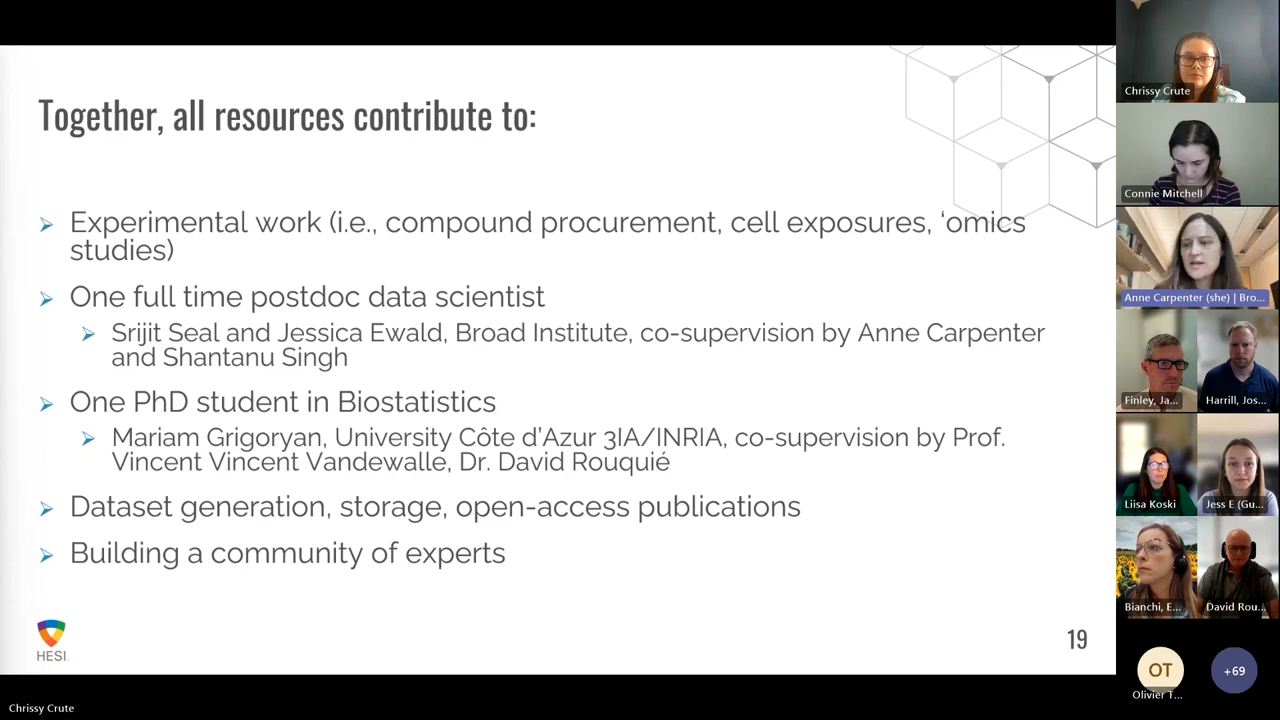 Together, all resources contribute to:
Experimental work (i.e., compound procurement, cell exposures, ‘omics
studies)
One full time postdoc data scientist
Srijit Seal and Jessica Ewald, Broad Institute, co-supervision by Anne Carpenter
and Shantanu Singh
One PhD student in Biostatistics
Mariam Grigoryan, University Côte d’Azur 3IA/INRIA, co-supervision by Prof.
Vincent Vincent Vandewalle, Dr. David Rouquié
Dataset generation, storage, open-access publications
Building a community of experts
HESI
19
Chrissy Crute
Chrissy Crute
Connie Mitchell
Anne Carpenter (she) | Bro...
Finley, Ja...
Harrill, Jos...
Liisa Koski
Jess E (Gu...
Bianchi, E...
David Rou...
OT
Olivier T...
+69